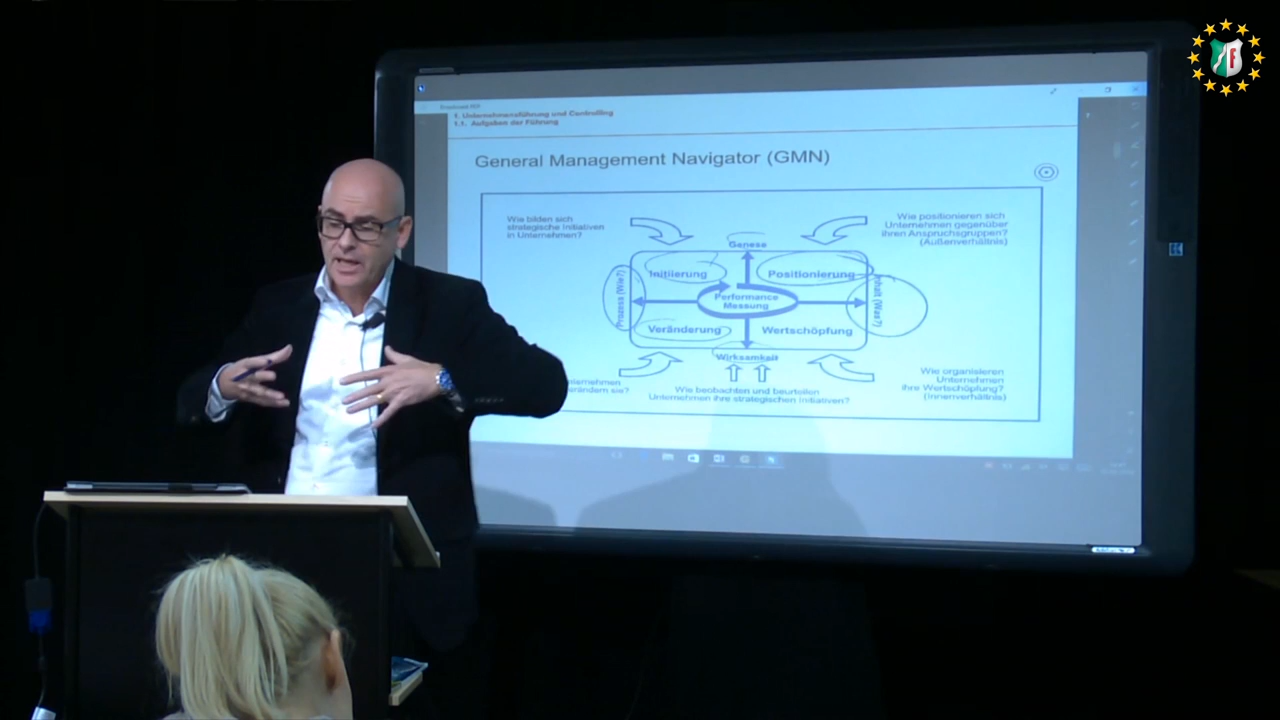 1. Unternehmensführung und Controlling
1.1. Aufgaben der Führung
General Management Navigator (GMN)
Wie bilden sich
strategische Initiativen
in Unternehmen?
Wie positionieren sich
Unternehmen gegenüber
ihren Anspruchsgruppen?
(Außenverhältnis)
Genese
Initiierung
Positionierung
Prozess (Wie?)
Performance
Messung
Inhalt (Was?)
Veränderung
Wertschöpfung
Wirksamkeit
Wie organisieren
Unternehmen
ihre Wertschöpfung?
(Innenverhältnis)
Wie beobachten und beurteilen
Unternehmen ihre strategischen Initiativen?
F